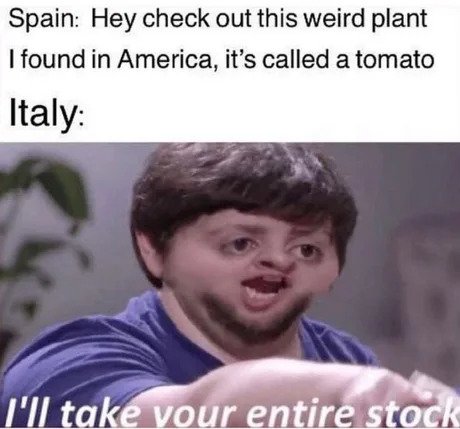 Spain: Hey check out this weird plant
I found in America, it's called a tomato
Italy:
I'll take your entire stock